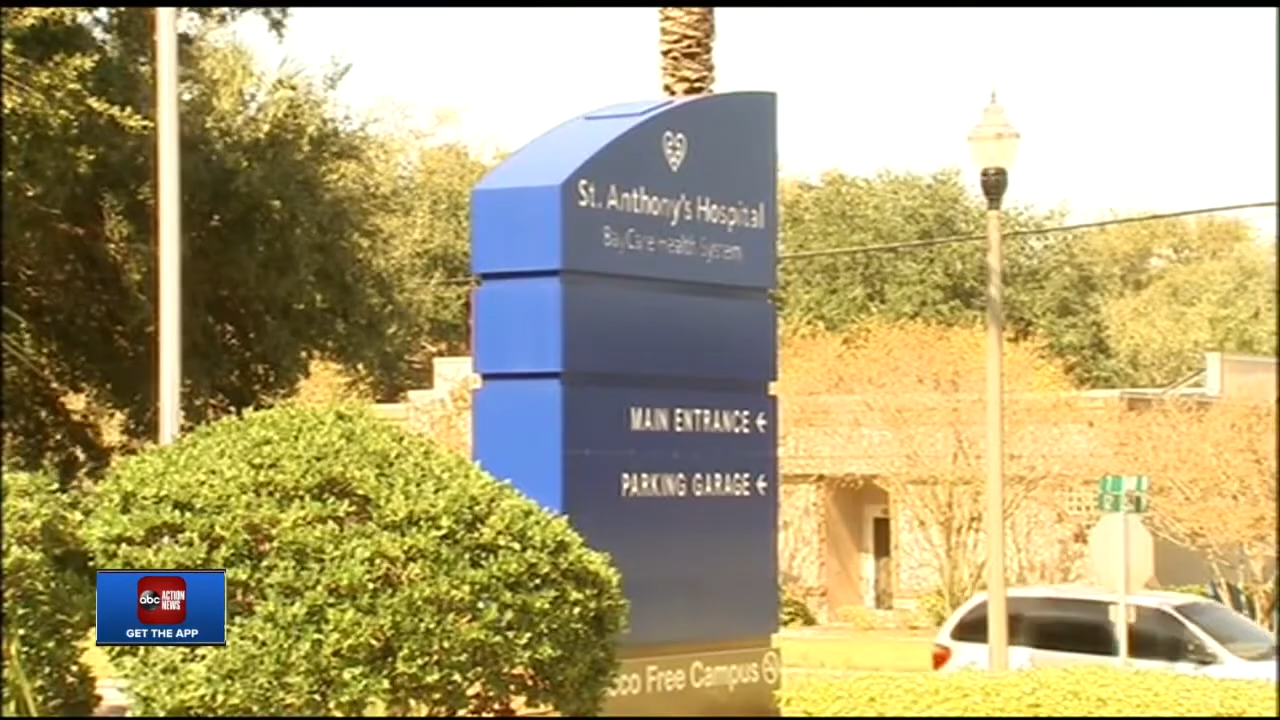 St. Anthony's Hospital
BayCare Health System
MAIN ENTRANCE ←
PARKING GARAGE ←
cco Free Campus
abc ACTION
NEWS
GET THE APP